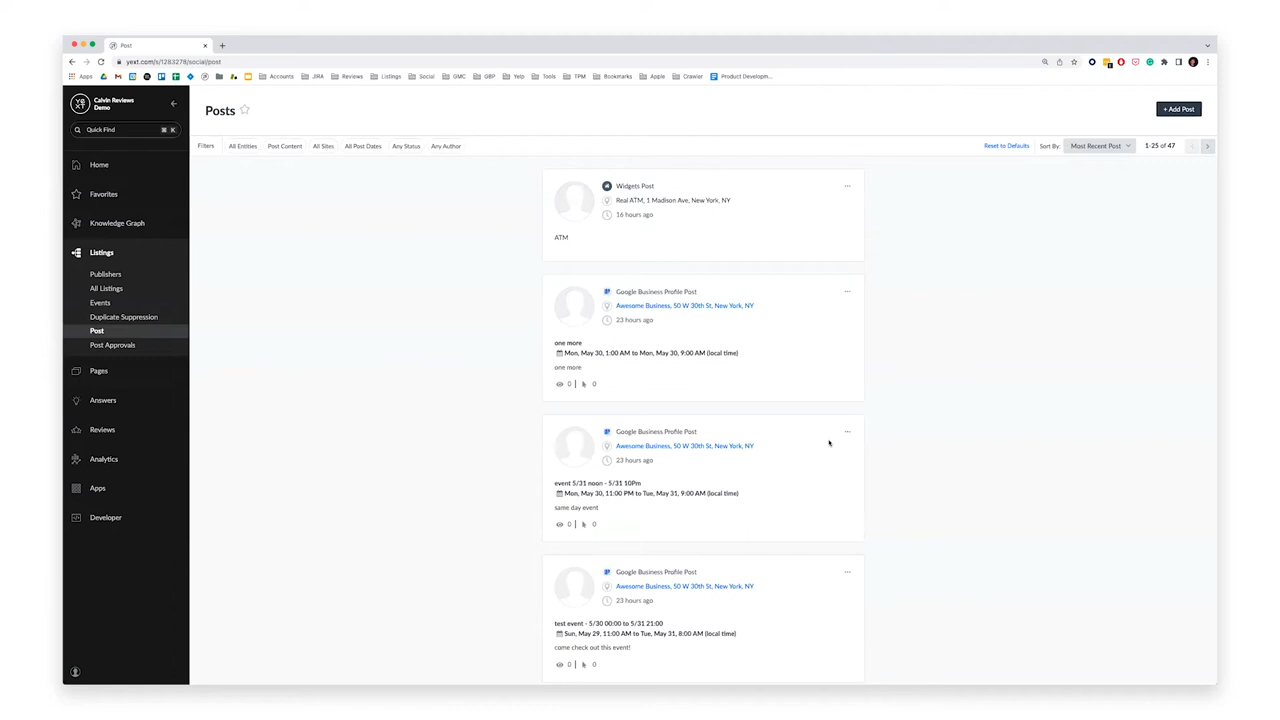 Post
yext.com/s/1283278/social/post
Apps
Accounts
JIRA
Reviews
Listings
Social
GMC
GBP
Yelp
Tools
TPM
Bookmarks
Apple
Crawler
Product Developm...
yext
Calvin Reviews
Demo
Quick Find
K
Home
Favorites
Knowledge Graph
Listings
Publishers
All Listings
Events
Duplicate Suppression
Post
Post Approvals
Pages
Answers
Reviews
Analytics
Apps
Developer
Posts
+ Add Post
Filters
All Entities
Post Content
All Sites
All Post Dates
Any Status
Any Author
Reset to Defaults
Sort By:
Most Recent Post
1-25 of 47
Widgets Post
Real ATM, 1 Madison Ave, New York, NY
16 hours ago
ATM
Google Business Profile Post
Awesome Business, 50 W 30th St, New York, NY
23 hours ago
one more
Mon, May 30, 1:00 AM to Mon, May 30, 9:00 AM (local time)
one more
0 | 0
Google Business Profile Post
Awesome Business, 50 W 30th St, New York, NY
23 hours ago
event 5/31 noon - 5/31 10Pm
Mon, May 30, 11:00 PM to Tue, May 31, 9:00 AM (local time)
same day event
0 | 0
Google Business Profile Post
Awesome Business, 50 W 30th St, New York, NY
23 hours ago
test event - 5/30 00:00 to 5/31 21:00
Sun, May 29, 11:00 AM to Tue, May 31, 8:00 AM (local time)
come check out this event!
0 | 0